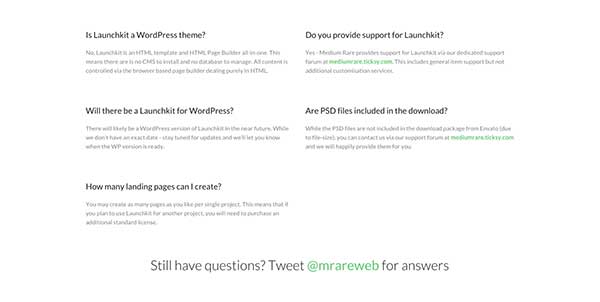 Is Launchkit a WordPress theme?
No, Launchkit is an HTML template and HTML Page Builder all-in-one. This
means there are is no CMS to install and no database to manage. All content is
controlled via the browser based page builder dealing purely in HTML.
Do you provide support for Launchkit?
Yes - Medium Rare provides support for Launchkit via our dedicated support
forum at mediumrare.ticksy.com. This includes general item support but not
additional customisation services.
Will there be a Launchkit for WordPress?
There will likely be a WordPress version of Launchkit in the near future. While
we don't have an exact date - stay tuned for updates and we'll let you know
when the WP version is ready.
Are PSD files included in the download?
While the PSD files are not included in the download package from Envato (due
to file-size), you can contact us via our support forum at mediumrare.ticksy.com
and we will happily provide them for you.
How many landing pages can I create?
You may create as many pages as you like per single project. This means that if
you plan to use Launchkit for another project, you will need to purchase an
additional standard license.
Still have questions? Tweet @mrareweb for answers